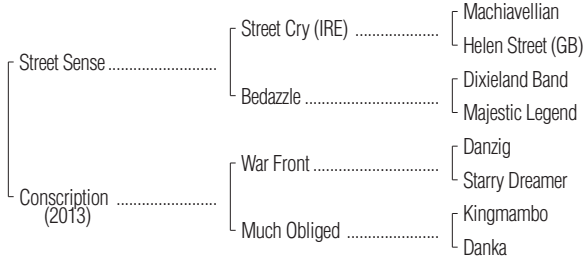 Machiavellian
Street Cry (IRE)
Helen Street (GB)
Street Sense
Dixieland Band
Bedazzle
Majestic Legend
Danzig
War Front
Starry Dreamer
Conscription
(2013)
Kingmambo
Much Obliged
Danka